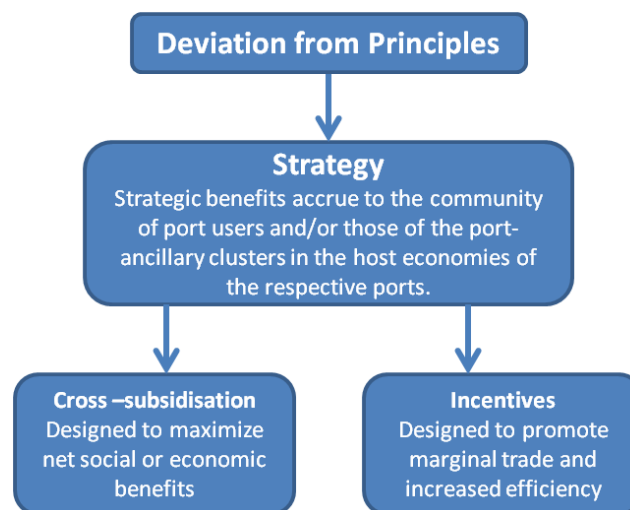 Deviation from Principles
Strategy
Strategic benefits accrue to the community
of port users and/or those of the port-
ancillary clusters in the host economies of
the respective ports.
Cross –subsidisation
Designed to maximize
net social or economic
benefits
Incentives
Designed to promote
marginal trade and
increased efficiency